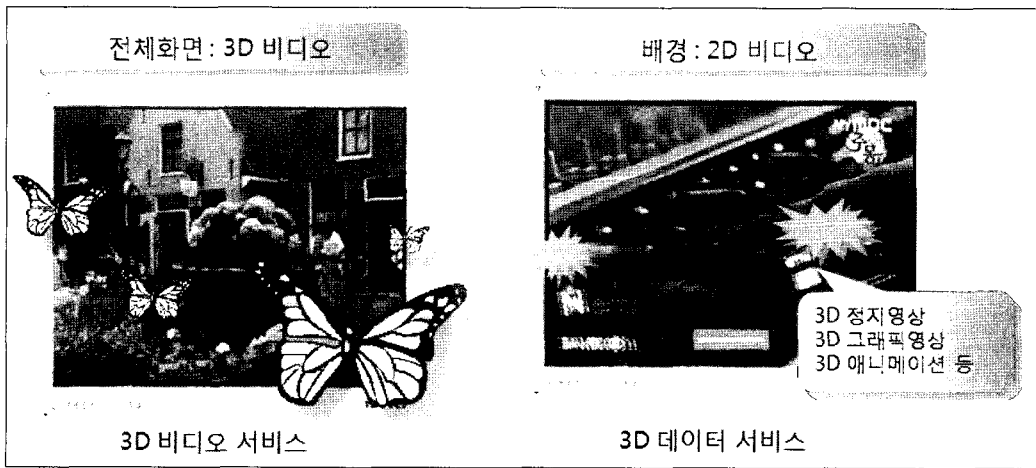 전체화면 : 3D 비디오
3D 비디오 서비스
배경 : 2D 비디오
3D 정지영상
3D 그래픽영상
3D 애니메이션 등
3D 데이터 서비스